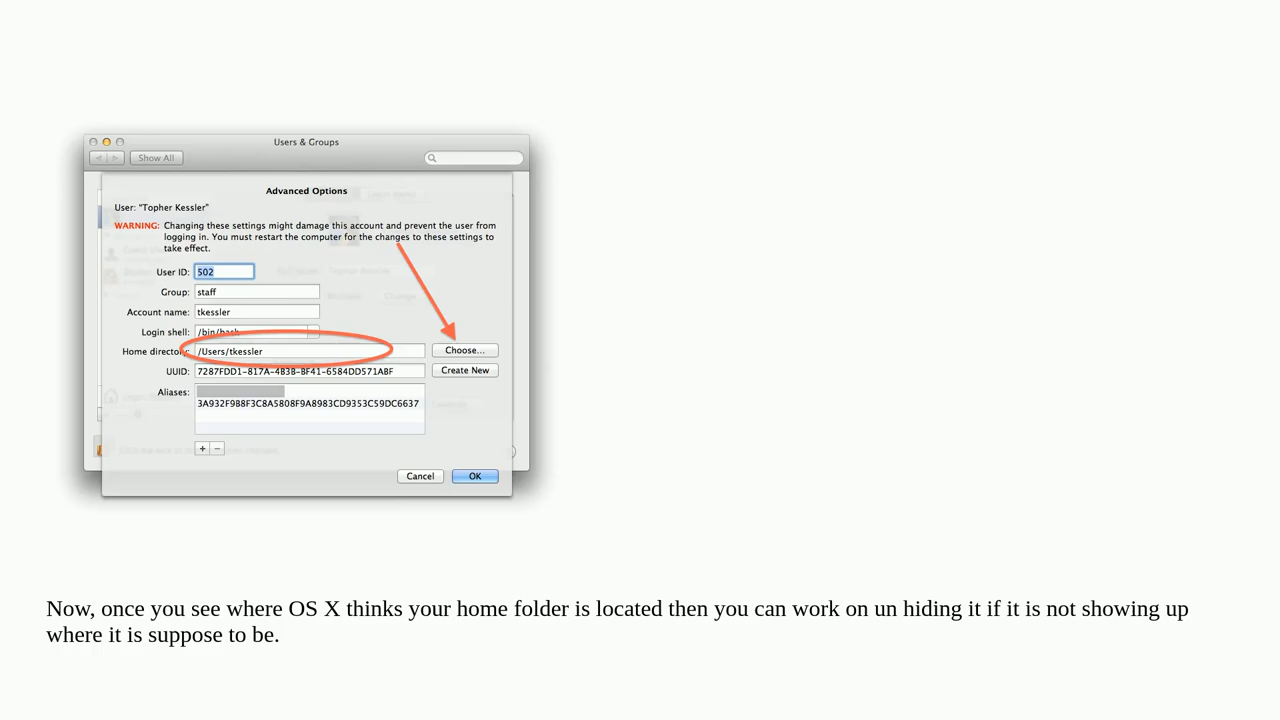 Users & Groups
Show All
Advanced Options
User: "Topher Kessler"
WARNING: Changing these settings might damage this account and prevent the user from
logging in. You must restart the computer for the changes to these settings to
take effect.
User ID: 502
Group: staff
Account name: tkessler
Login shell: /bin/bash
Home directory: /Users/tkessler Choose...
UUID: 7287FDD1-817A-4B3B-BF41-6584DD571ABF Create New
Aliases:
3A932F9B8F3C8A5808F9A8983CD9353C59DC6637
+ −
Cancel OK
Now, once you see where OS X thinks your home folder is located then you can work on un hiding it if it is not showing up
where it is suppose to be.